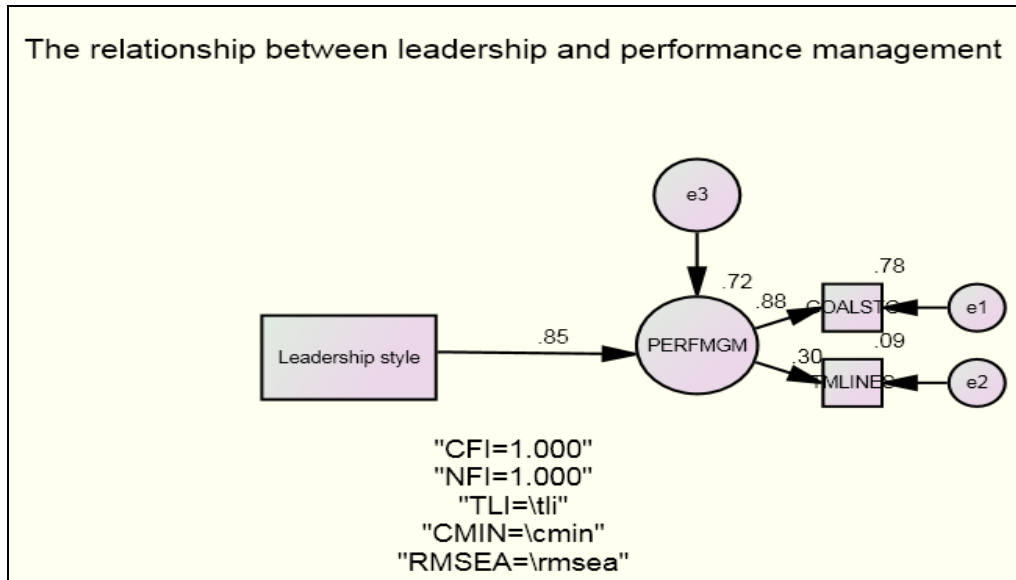 The relationship between leadership and performance management
e3
.72
.78
.88
COALSTC
e1
.85
PERFMGM
Leadership style
.09
.30
e2
"CFI=1.000"
"NFI=1.000"
"TLI=\tli"
"CMIN=\cmin"
"RMSEA=\rmsea"